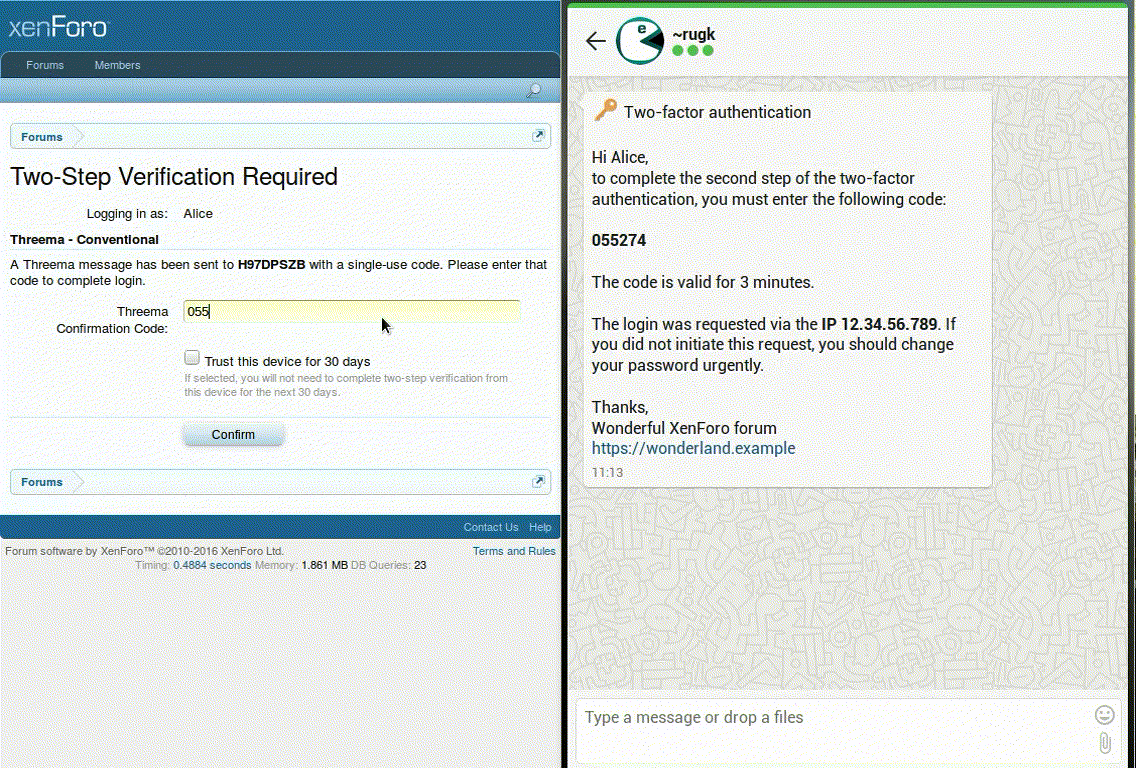 xenForo
Forums Members
Forums
Two-Step Verification Required
Logging in as: Alice
Threema - Conventional
A Threema message has been sent to H97DPSZB with a single-use code. Please enter that
code to complete login.
Threema
Confirmation Code:
055
Trust this device for 30 days
If selected, you will not need to complete two-step verification from
this device for the next 30 days.
Confirm
Forums
Contact Us Help
Forum software by XenForo™ ©2010-2016 XenForo Ltd.
Terms and Rules
Timing: 0.4884 seconds Memory: 1.861 MB DB Queries: 23
e
~rugk
Two-factor authentication
Hi Alice,
to complete the second step of the two-factor
authentication, you must enter the following code:
055274
The code is valid for 3 minutes.
The login was requested via the IP 12.34.56.789. If
you did not initiate this request, you should change
your password urgently.
Thanks,
Wonderful XenForo forum
https://wonderland.example
11:13
Type a message or drop a files